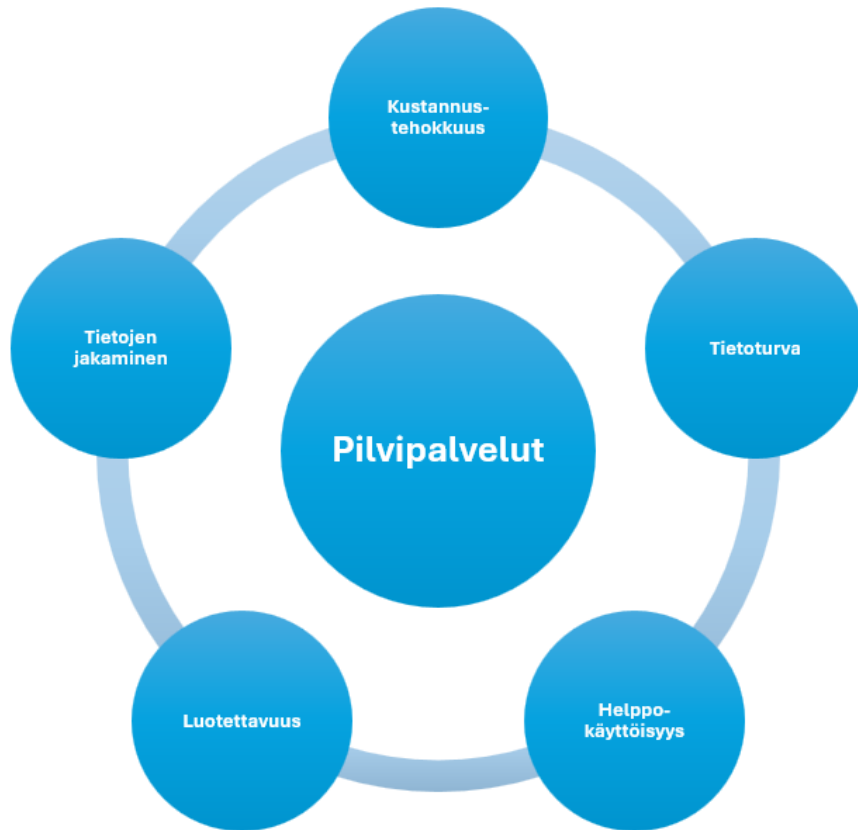 Kustannus-
tehokkuus
Tietojen
jakaminen
Tietoturva
Pilvipalvelut
Luotettavuus
Helppo-
käyttöisyys